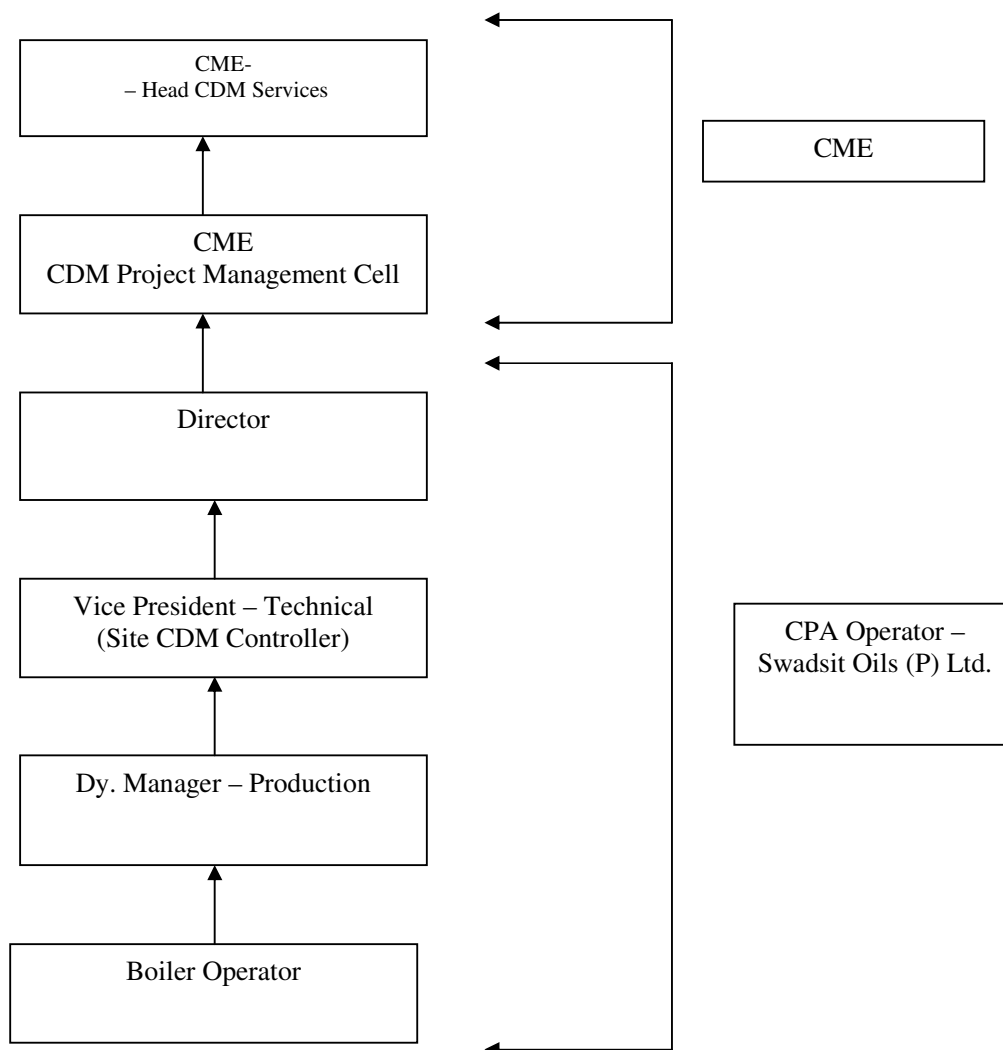 CME-
– Head CDM Services
CME
CME
CDM Project Management Cell
Director
Vice President – Technical
(Site CDM Controller)
CPA Operator –
Swadsit Oils (P) Ltd.
Dy. Manager – Production
Boiler Operator